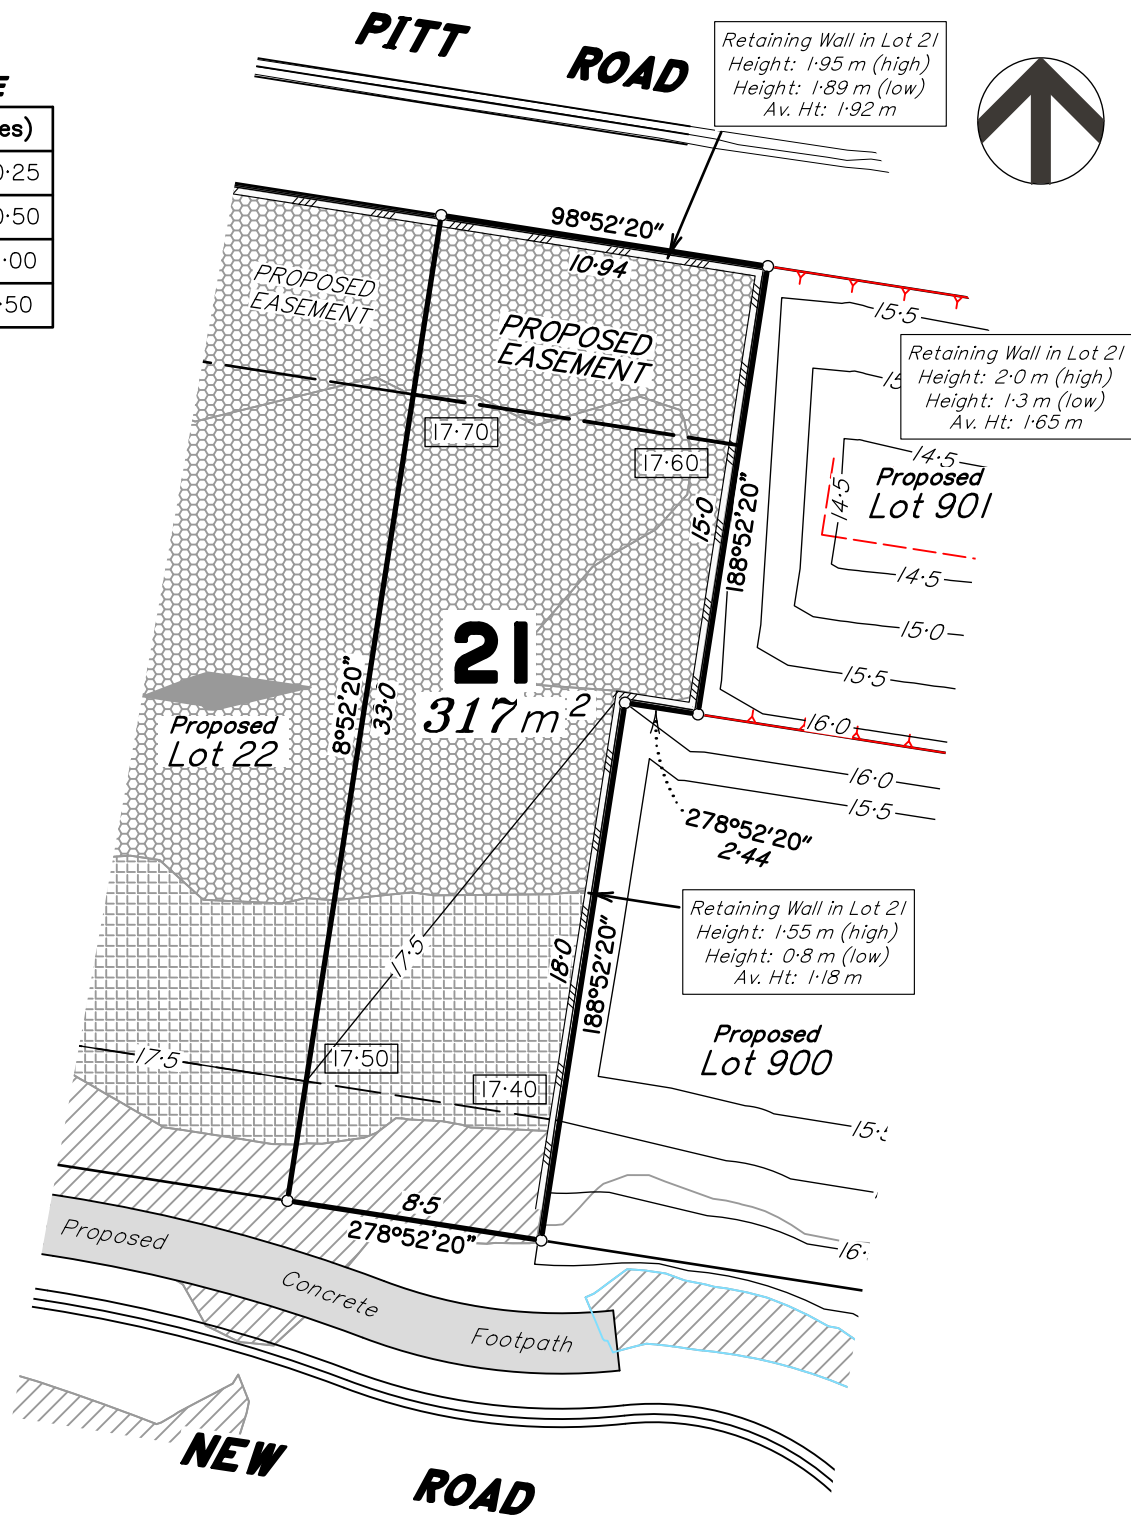 PITT ROAD
Retaining Wall in Lot 21
Height: 1·95 m (high)
Height: 1·89 m (low)
Av. Ht: 1·92 m
98°52'20"
10·94
PROPOSED
EASEMENT
PROPOSED
EASEMENT
15·5
Retaining Wall in Lot 21
Height: 2·0 m (high)
Height: 1·3 m (low)
Av. Ht: 1·65 m
17·70
17·60
14·5
Proposed
Lot 901
14·5
15·0
188°52'20"
14·5
15·0
15·5
16·0
21
317 m²
8°52'20"
33·0
Proposed
Lot 22
16·0
15·5
278°52'20"
2·44
Retaining Wall in Lot 21
Height: 1·55 m (high)
Height: 0·8 m (low)
Av. Ht: 1·18 m
17·5
18·0
188°52'20"
Proposed
Lot 900
17·5
17·50
17·40
8·5
278°52'20"
Proposed Concrete Footpath
NEW ROAD